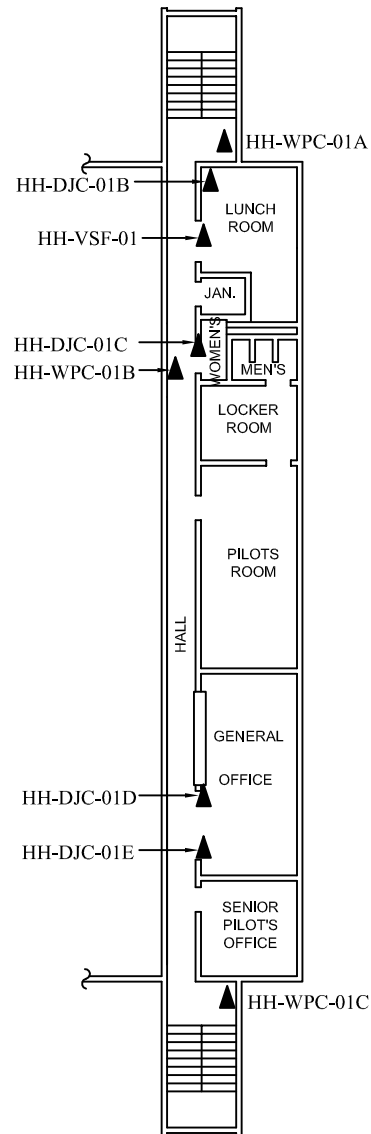 HH-WPC-01A
HH-DJC-01B
LUNCH
ROOM
HH-VSF-01
JAN.
WOMEN'S
HH-DJC-01C
HH-WPC-01B
MEN'S
LOCKER
ROOM
PILOTS
ROOM
HALL
GENERAL
OFFICE
HH-DJC-01D
HH-DJC-01E
SENIOR
PILOT'S
OFFICE
HH-WPC-01C